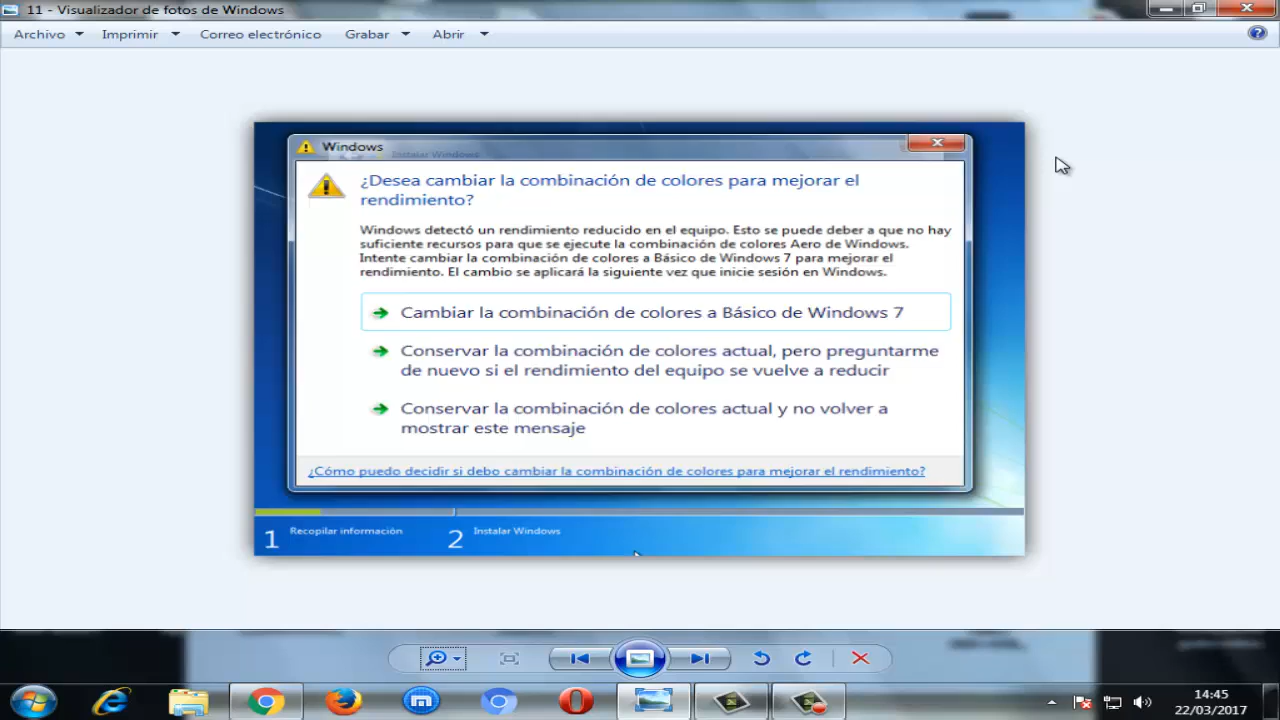 11 - Visualizador de fotos de Windows
Archivo Imprimir Correo electrónico Grabar Abrir
Windows
Instalar Windows
¿Desea cambiar la combinación de colores para mejorar el
rendimiento?
Windows detectó un rendimiento reducido en el equipo. Esto se puede deber a que no hay
suficiente recursos para que se ejecute la combinación de colores Aero de Windows.
Intente cambiar la combinación de colores a Básico de Windows 7 para mejorar el
rendimiento. El cambio se aplicará la siguiente vez que inicie sesión en Windows.
Cambiar la combinación de colores a Básico de Windows 7
Conservar la combinación de colores actual, pero preguntarme
de nuevo si el rendimiento del equipo se vuelve a reducir
Conservar la combinación de colores actual y no volver a
mostrar este mensaje
¿Cómo puedo decidir si debo cambiar la combinación de colores para mejorar el rendimiento?
1 Recopilar información 2 Instalar Windows
14:45
22/03/2017